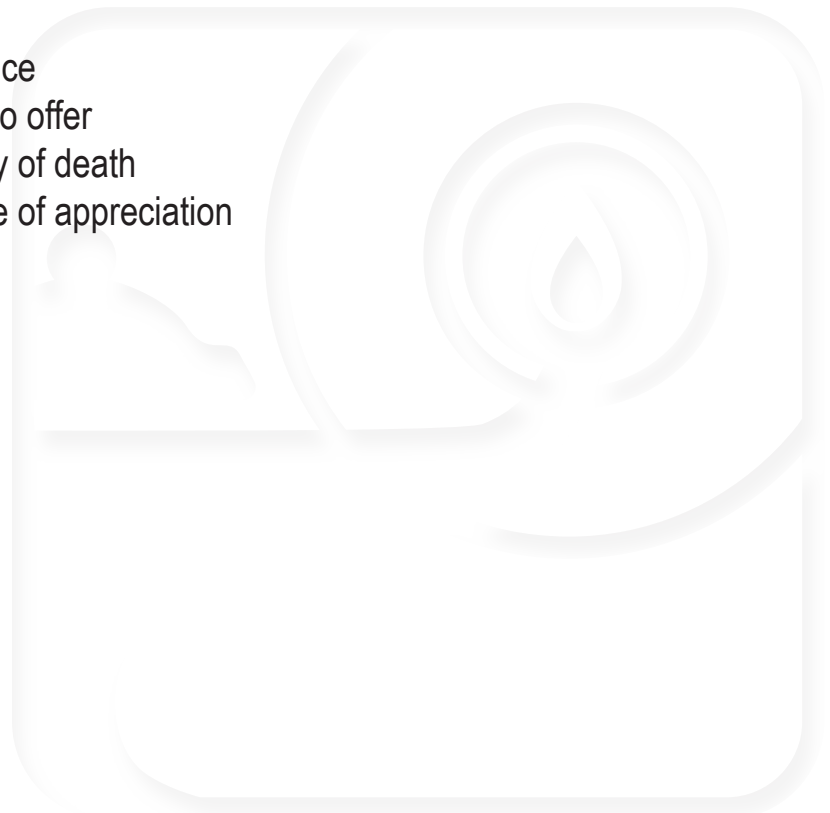 ce
o offer
y of death
e of appreciation